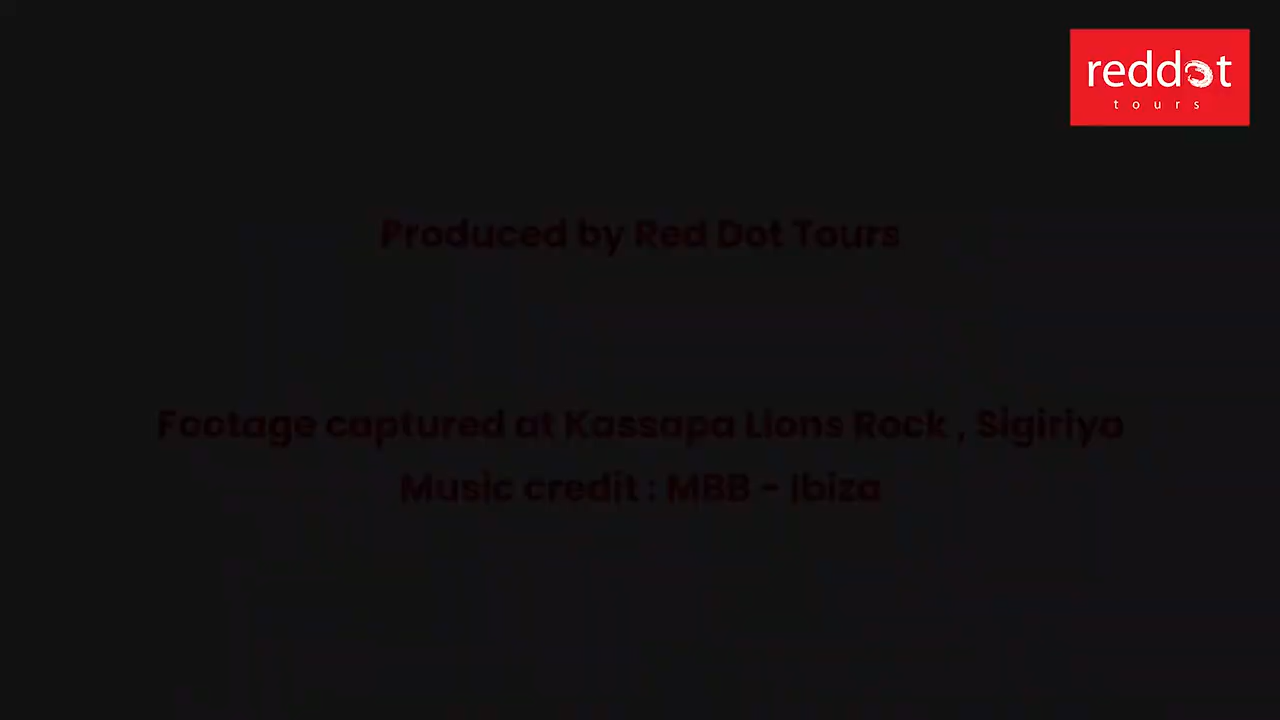 reddot
tours
Produced by Red Dot Tours
Footage captured at Kassapa Lions Rock , Sigiriya
Music credit : MBB - Ibiza